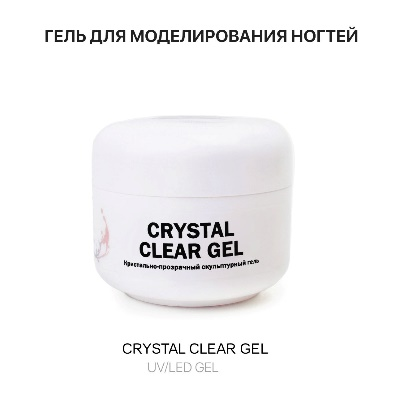 ГЕЛЬ ДЛЯ МОДЕЛИРОВАНИЯ НОГТЕЙ
CRYSTAL
CLEAR GEL
Кристально-прозрачный скульптурный гель
CRYSTAL CLEAR GEL
UV/LED GEL